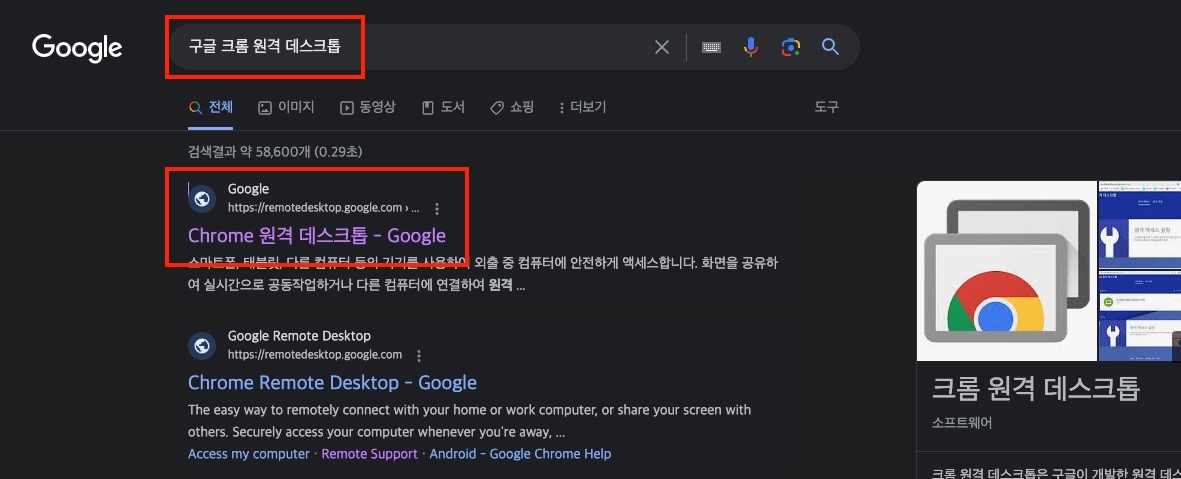 Google
구글 크롬 원격 데스크톱
전체 이미지 동영상 도서 쇼핑 더보기 도구
검색결과 약 58,600개 (0.29초)
Google
https://remotedesktop.google.com › ...
Chrome 원격 데스크톱 - Google
스마트폰, 태블릿, 다른 컴퓨터 등의 기기를 사용하여 외출 중 컴퓨터에 안전하게 액세스합니다. 화면을 공유하
여 실시간으로 공동작업하거나 다른 컴퓨터에 연결하여 원격 ...
Google Remote Desktop
https://remotedesktop.google.com
Chrome Remote Desktop - Google
The easy way to remotely connect with your home or work computer, or share your screen with
others. Securely access your computer whenever you're away, ...
Access my computer · Remote Support · Android - Google Chrome Help
크롬 원격 데스크톱
소프트웨어
크롬 원격 데스크톱은 구글이 개발한 원격 데스